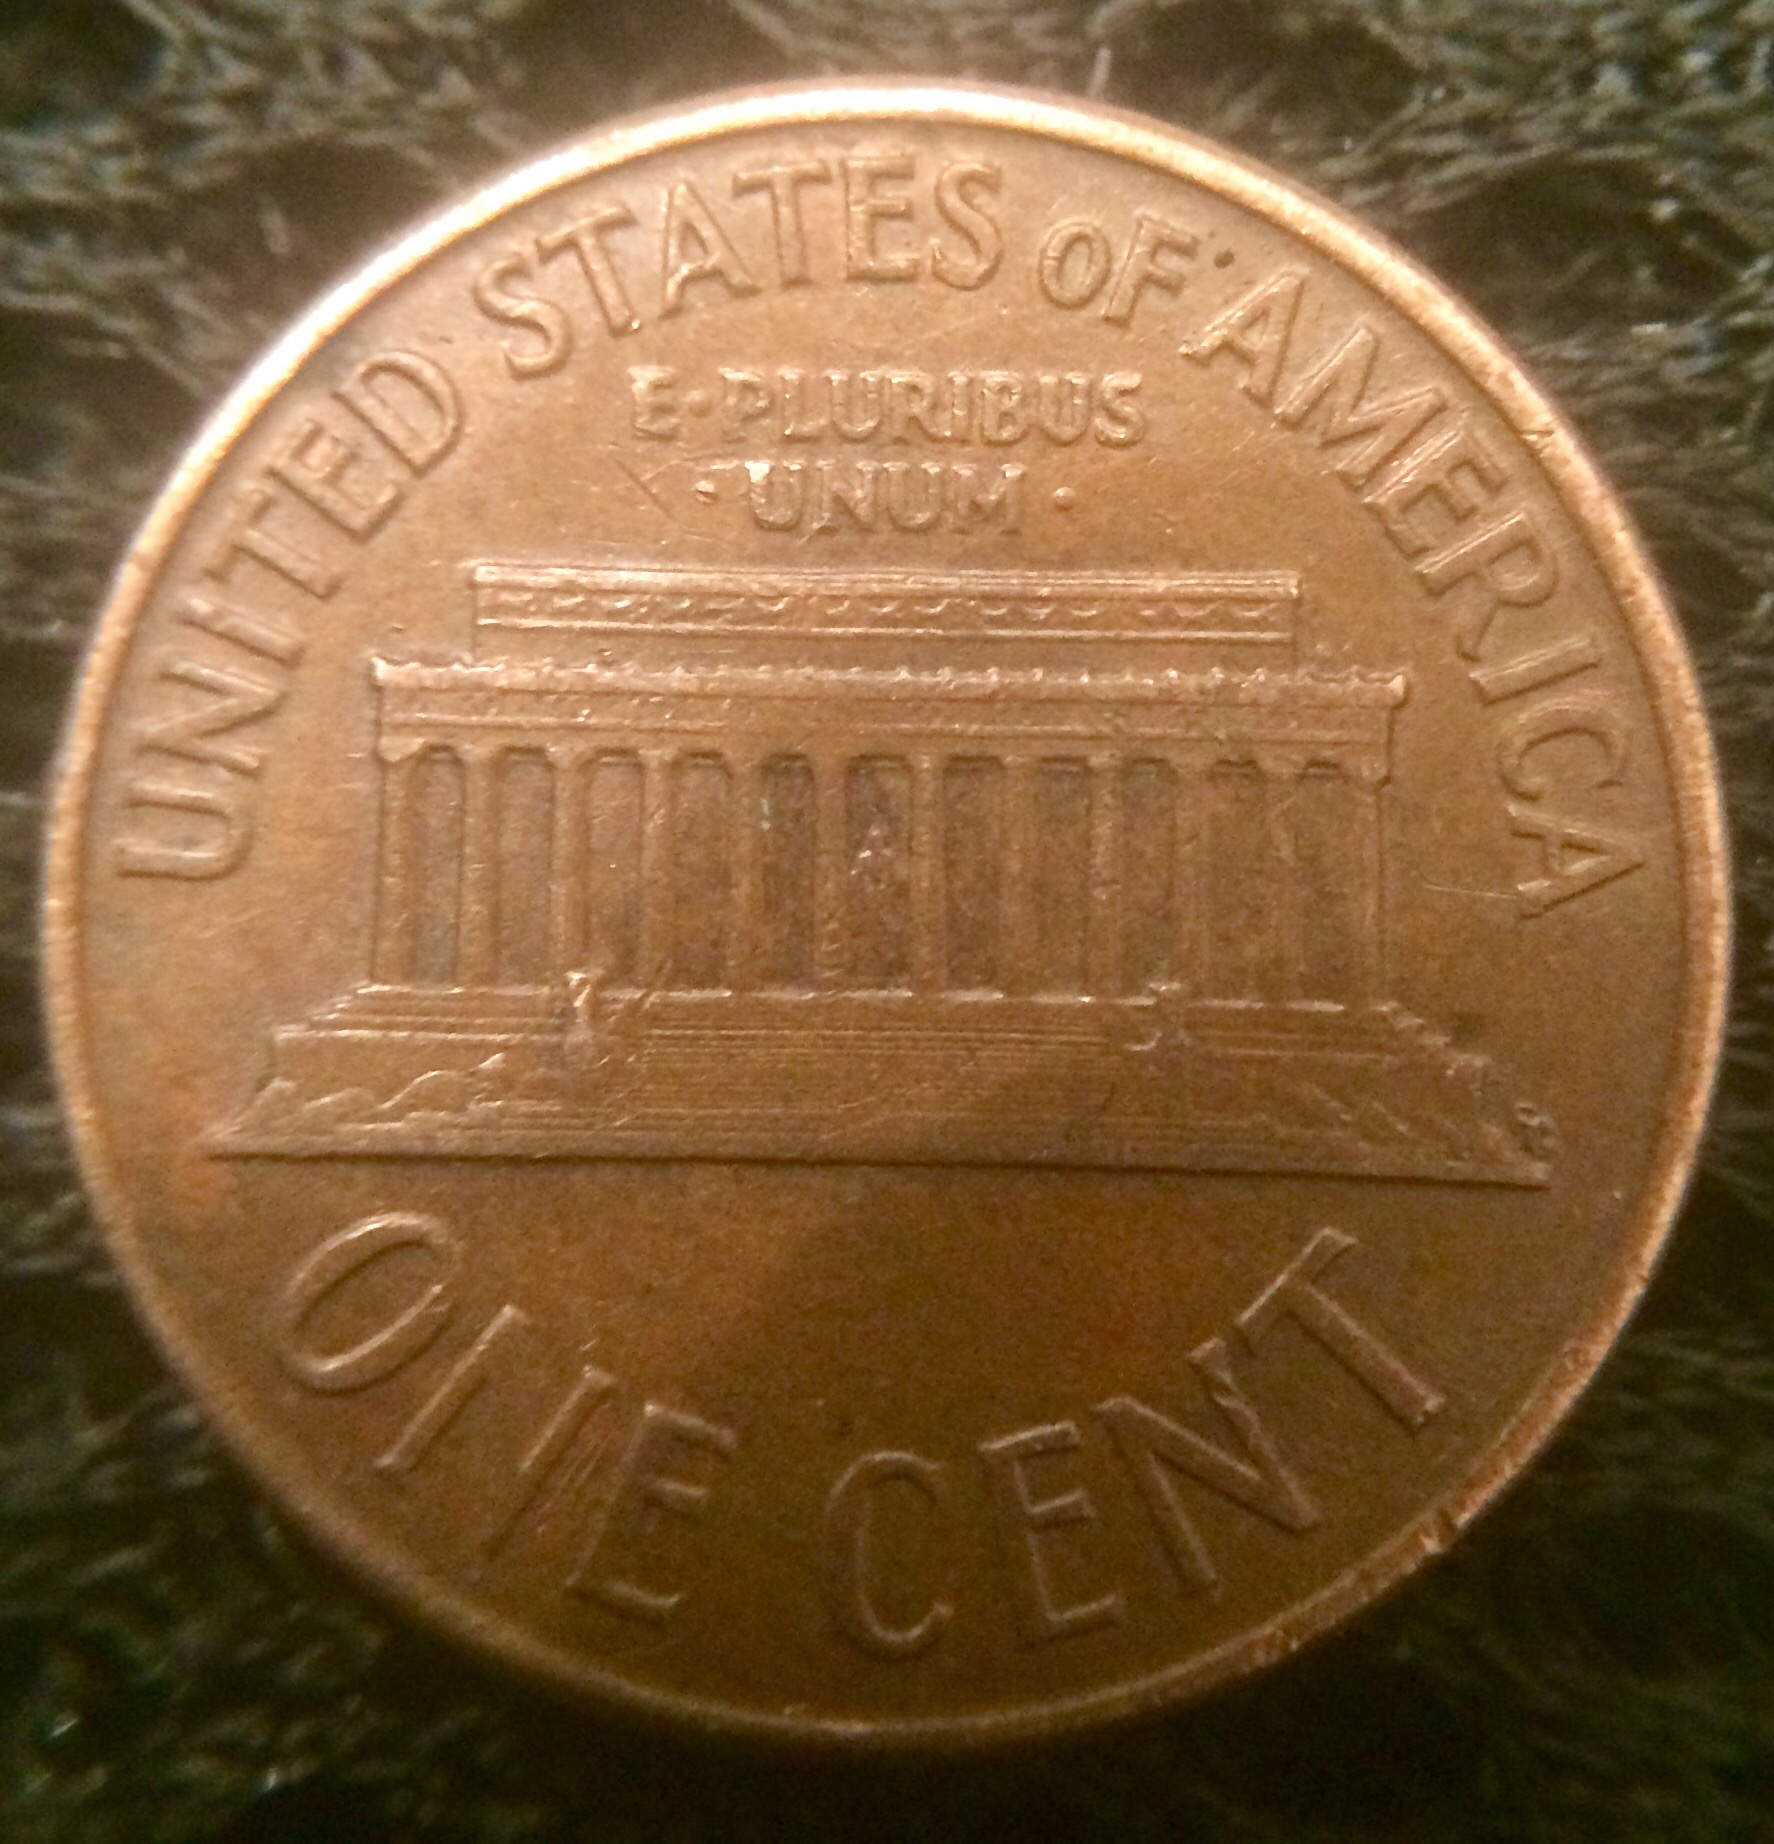 UNITED STATES OF AMERICA
E·PLURIBUS
·UNUM·
ONE CENT